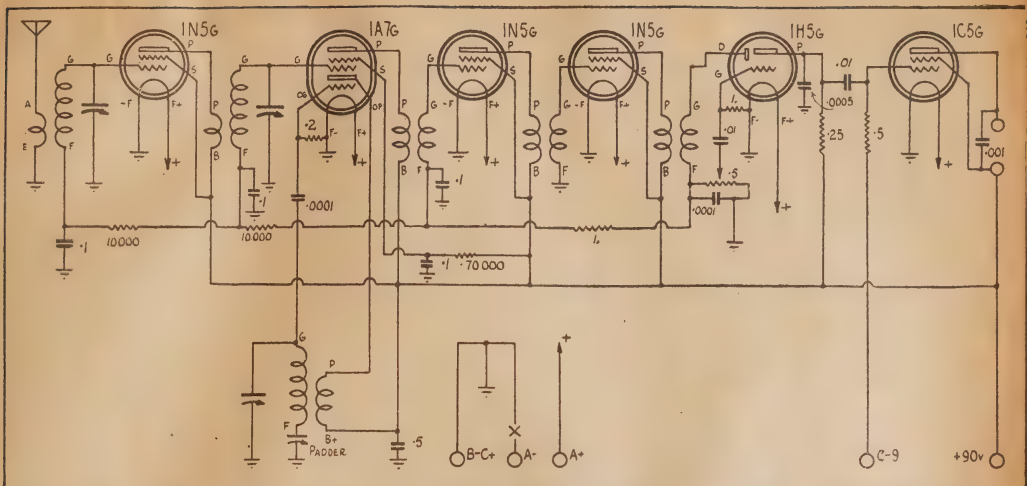 1N5G 1A7G 1N5G 1N5G 1H5G 1C5G
P P P P D P .01
G G G S G S G S G G
A -F F+ OG OP -F F+ -F F+ 1. F- .0005
E F P F .2 F- F+ P G P G P G .01 F+ .25 .5 .001
B .1 B F B F B F .5
.1 .0001 .1 .0001
.1 10000 10000 1.
.1 .70000
G
P
F B+ .5
PADDER
B-C+ A- A+ C-9 +90v